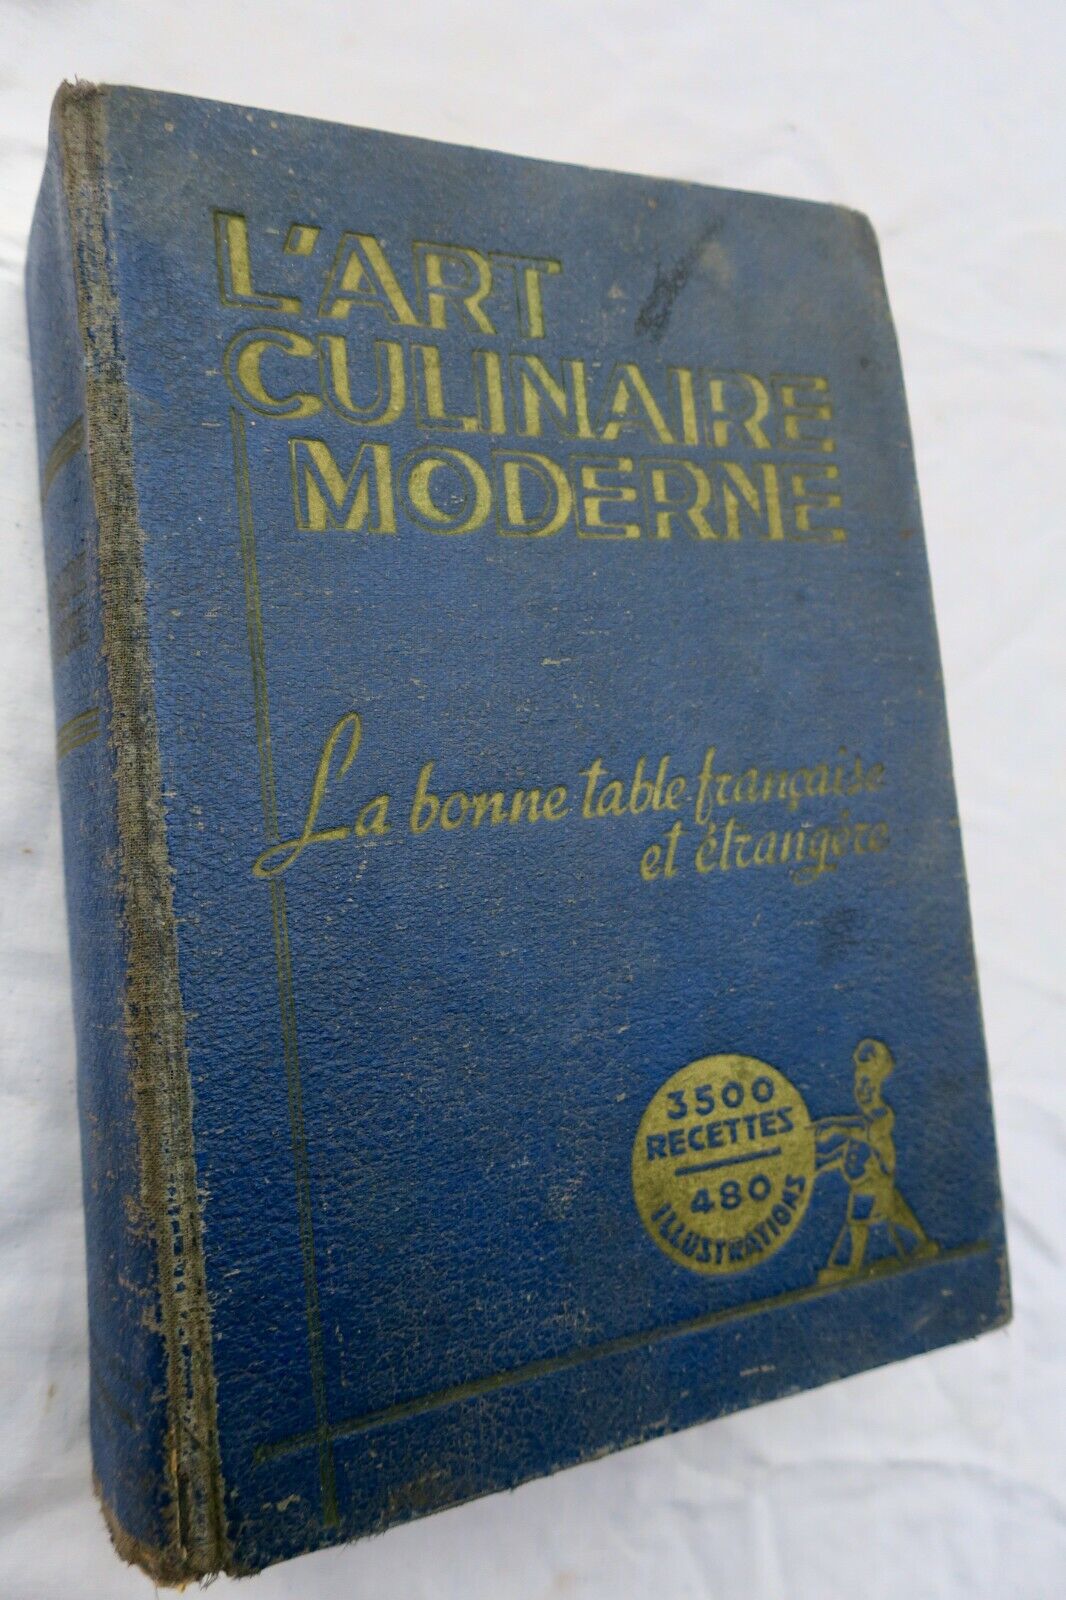 L'ART
CULINAIRE
MODERNE
La bonne table française
et étrangère
3500
RECETTES
480
ILLUSTRATIONS